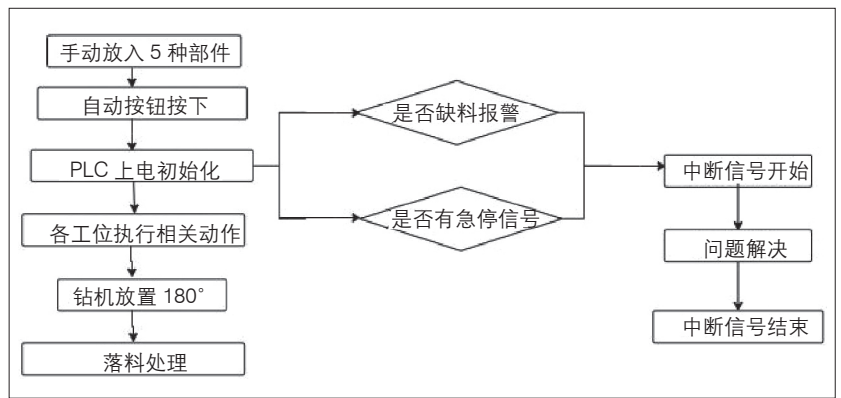 手动放入 5 种部件
自动按钮按下
PLC 上电初始化
各工位执行相关动作
钻机放置 180°
落料处理
是否缺料报警
是否有急停信号
中断信号开始
问题解决
中断信号结束